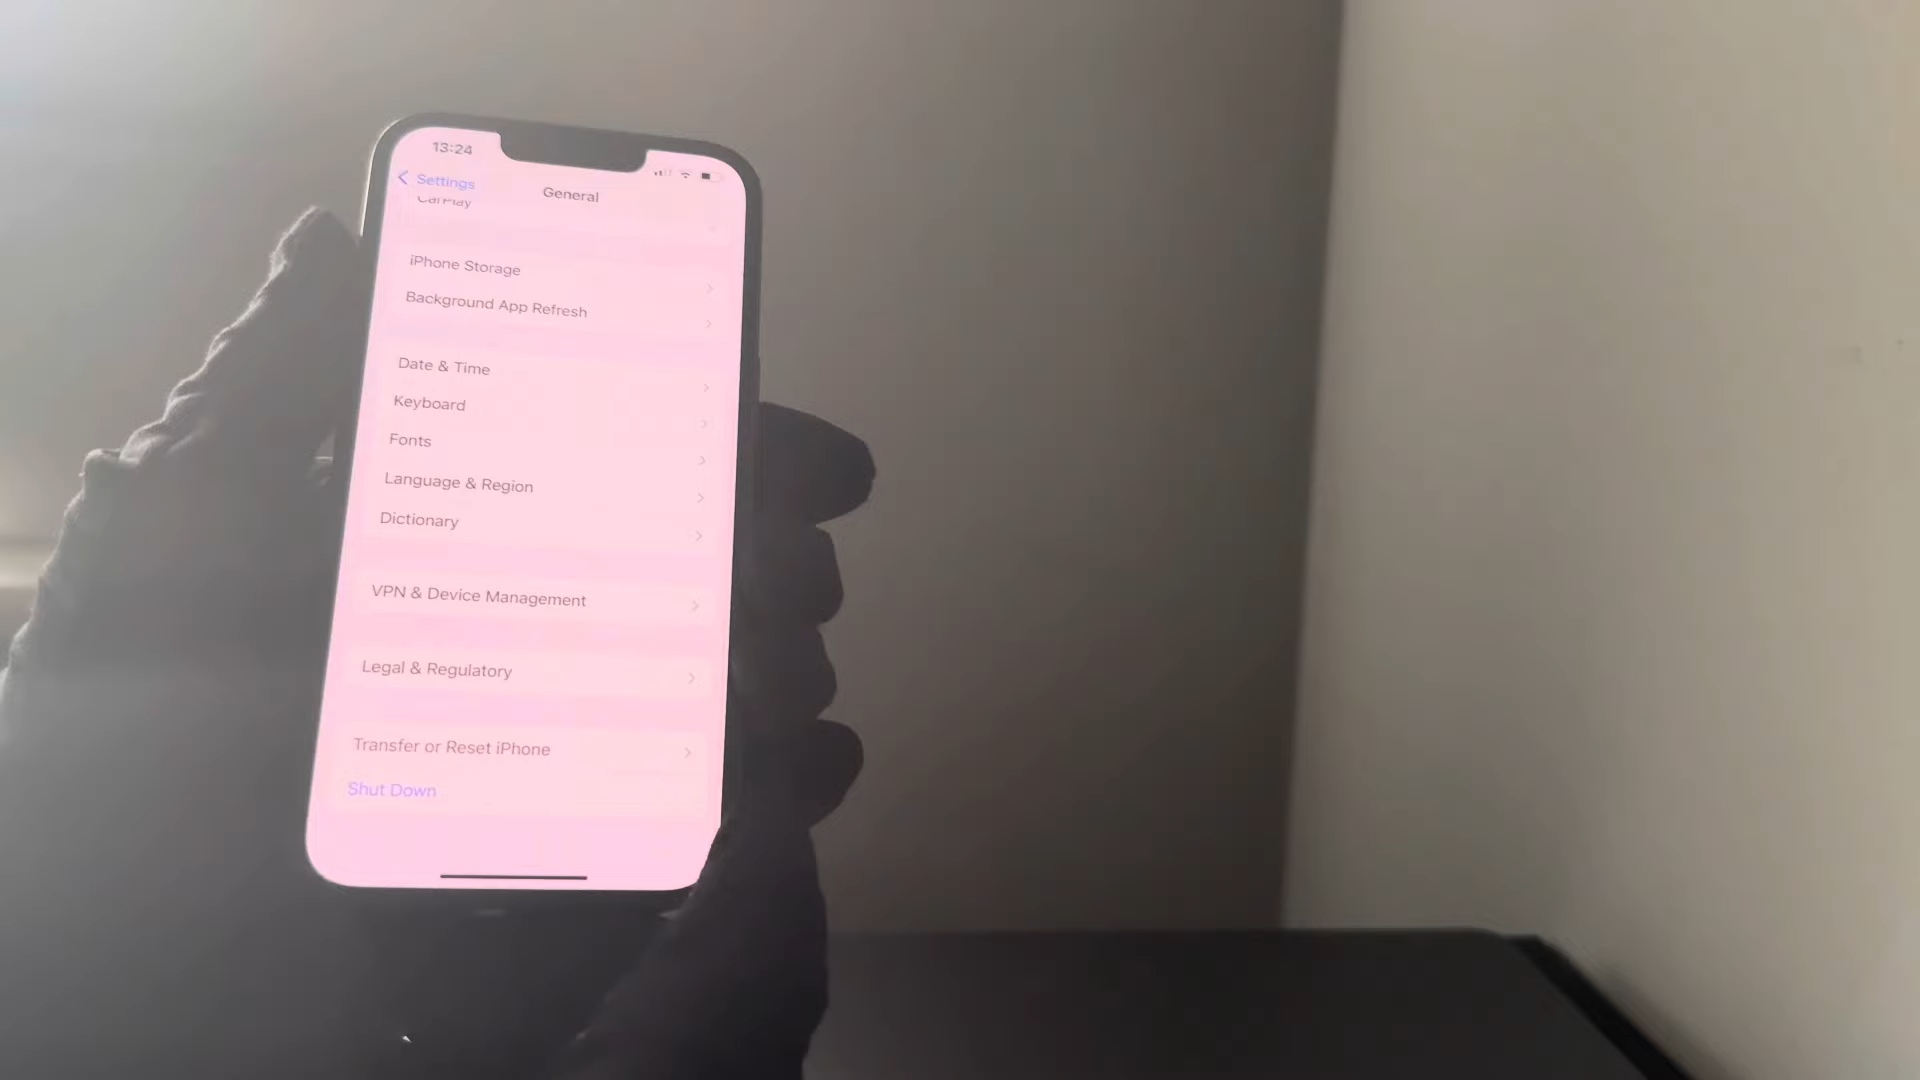 13:24
Settings
General
CarPlay
iPhone Storage
Background App Refresh
Date & Time
Keyboard
Fonts
Language & Region
Dictionary
VPN & Device Management
Legal & Regulatory
Transfer or Reset iPhone
Shut Down